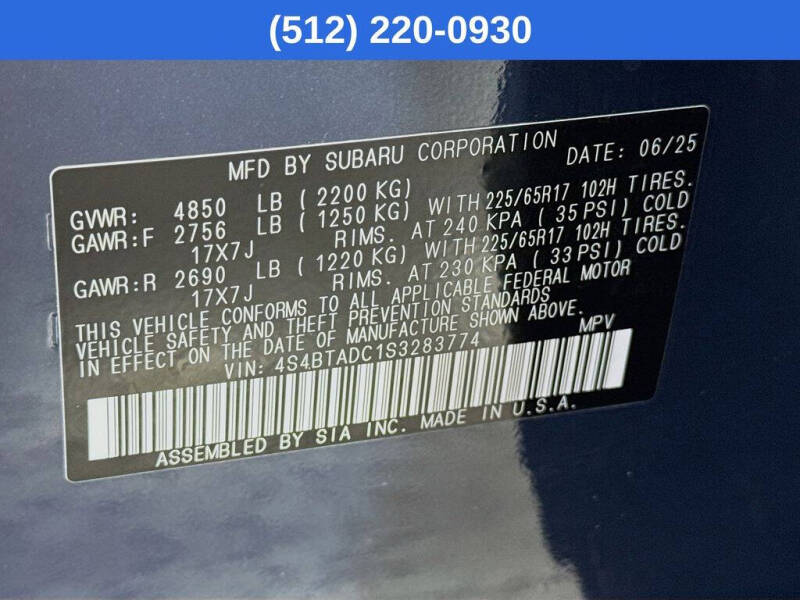 (512) 220-0930
MFD BY SUBARU CORPORATION DATE: 06/25
GVWR: 4850 LB ( 2200 KG)
GAWR:F 2756 LB ( 1250 KG) WITH 225/65R17 102H TIRES.
17X7J RIMS. AT 240 KPA ( 35 PSI) COLD
GAWR:R 2690 LB ( 1220 KG) WITH 225/65R17 102H TIRES.
17X7J RIMS. AT 230 KPA ( 33 PSI) COLD
THIS VEHICLE CONFORMS TO ALL APPLICABLE FEDERAL MOTOR
VEHICLE SAFETY AND THEFT PREVENTION STANDARDS
IN EFFECT ON THE DATE OF MANUFACTURE SHOWN ABOVE.
VIN: 4S4BTADC1S3283774 MPV
ASSEMBLED BY SIA INC. MADE IN U.S.A.